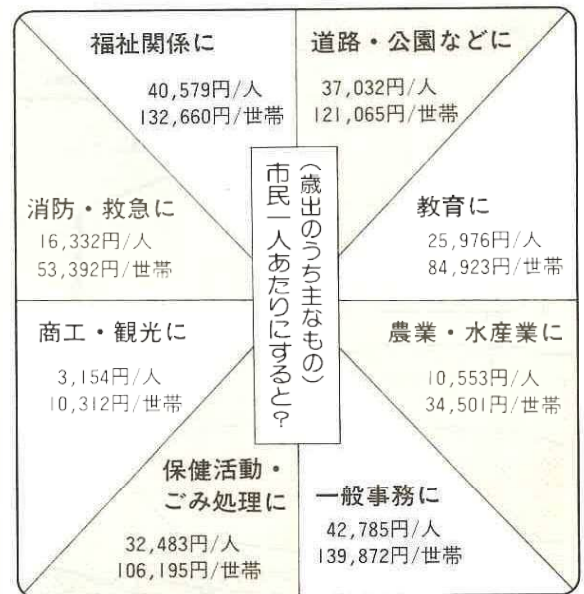 福祉関係に
40,579円/人
132,660円/世帯
道路・公園などに
37,032円/人
121,065円/世帯
消防・救急に
16,332円/人
53,392円/世帯
市民一人あたりにすると？
（歳出のうち主なもの）
教育に
25,976円/人
84,923円/世帯
商工・観光に
3,154円/人
10,312円/世帯
農業・水産業に
10,553円/人
34,501円/世帯
保健活動・
ごみ処理に
32,483円/人
106,195円/世帯
一般事務に
42,785円/人
139,872円/世帯